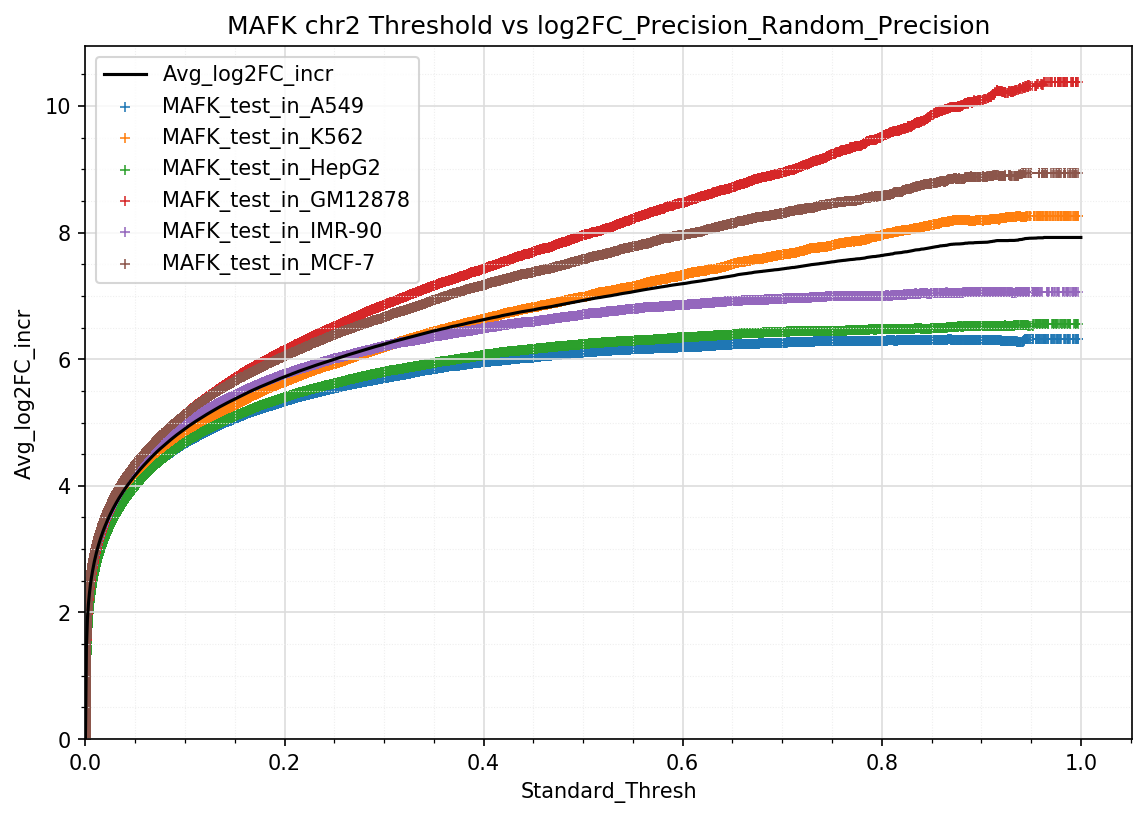 MAFK chr2 Threshold vs log2FC_Precision_Random_Precision
Avg_log2FC_incr
MAFK_test_in_A549
MAFK_test_in_K562
MAFK_test_in_HepG2
MAFK_test_in_GM12878
MAFK_test_in_IMR-90
MAFK_test_in_MCF-7
Avg_log2FC_incr
10
8
6
4
2
0
0.0
0.2
0.4
0.6
0.8
1.0
Standard_Thresh